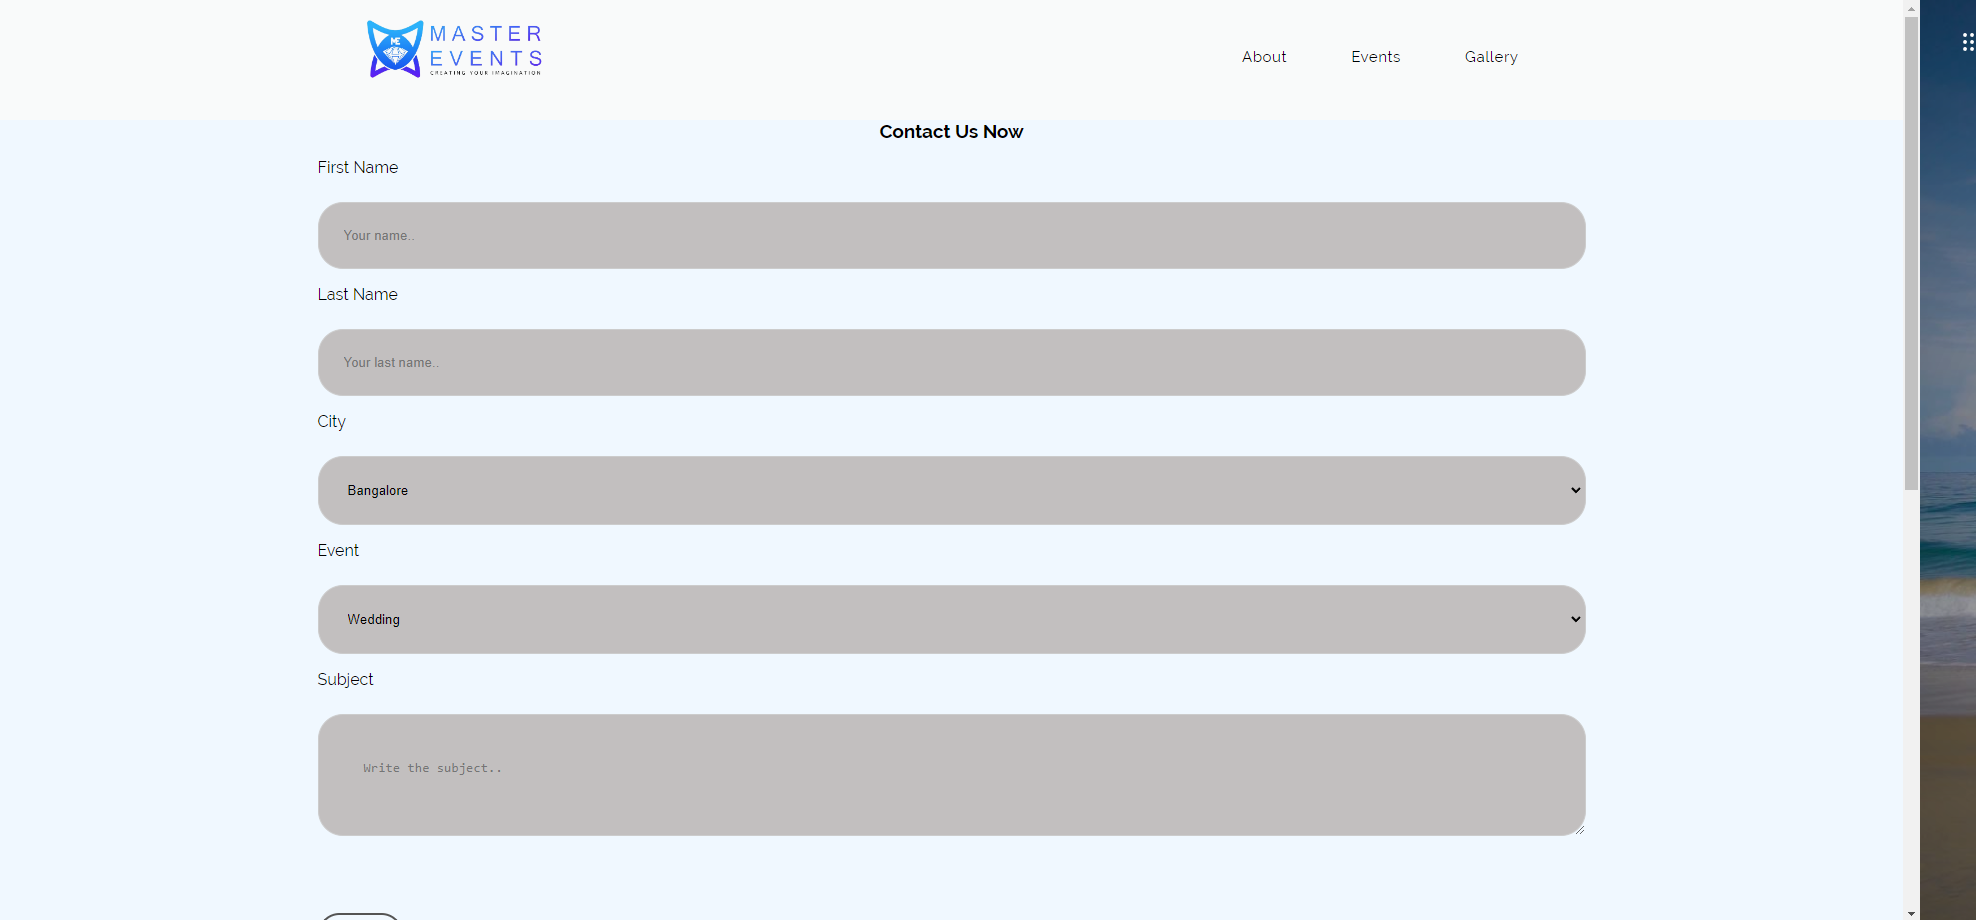 ME
MASTER
EVENTS
CREATING YOUR IMAGINATION
About
Events
Gallery
Contact Us Now
First Name
Your name..
Last Name
Your last name..
City
Bangalore
Event
Wedding
Subject
Write the subject..